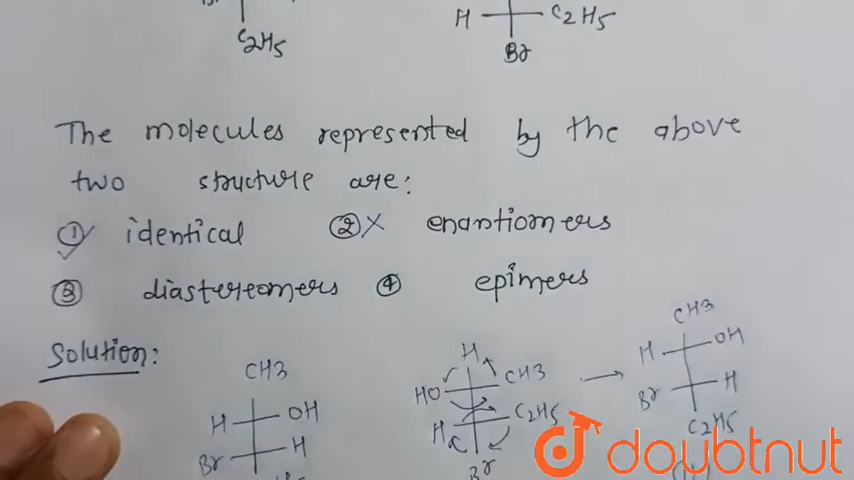 C2H5
H C2H5
Br
The molecules represented by the above
two structure are:
① identical ② enantiomers
③ diastereomers ④ epimers
Solution:
CH3
H OH
Br H
H
HO CH3
H C2H5
Br
CH3
H OH
Br H
C2H5
doubtnut